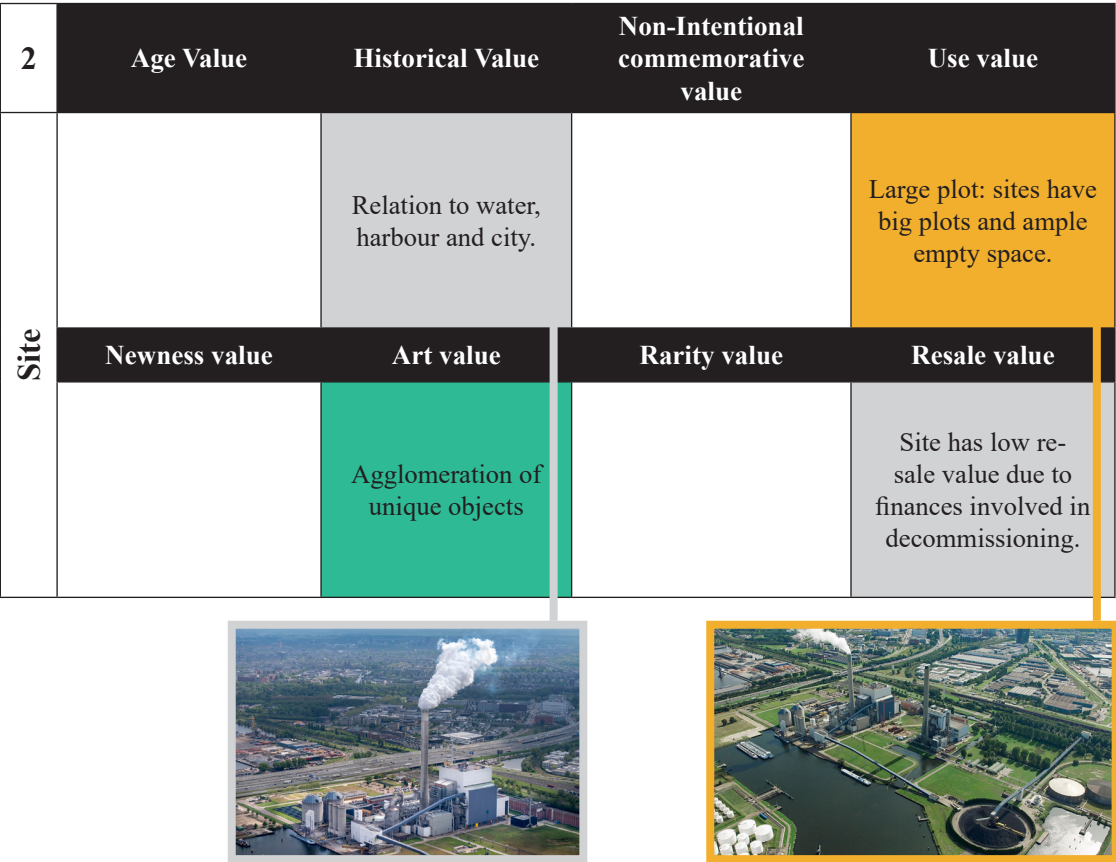 2
Age Value
Historical Value
Non-Intentional
commemorative
value
Use value
Site
Relation to water,
harbour and city.
Large plot: sites have
big plots and ample
empty space.
Newness value
Art value
Rarity value
Resale value
Agglomeration of
unique objects
Site has low re-
sale value due to
finances involved in
decommissioning.